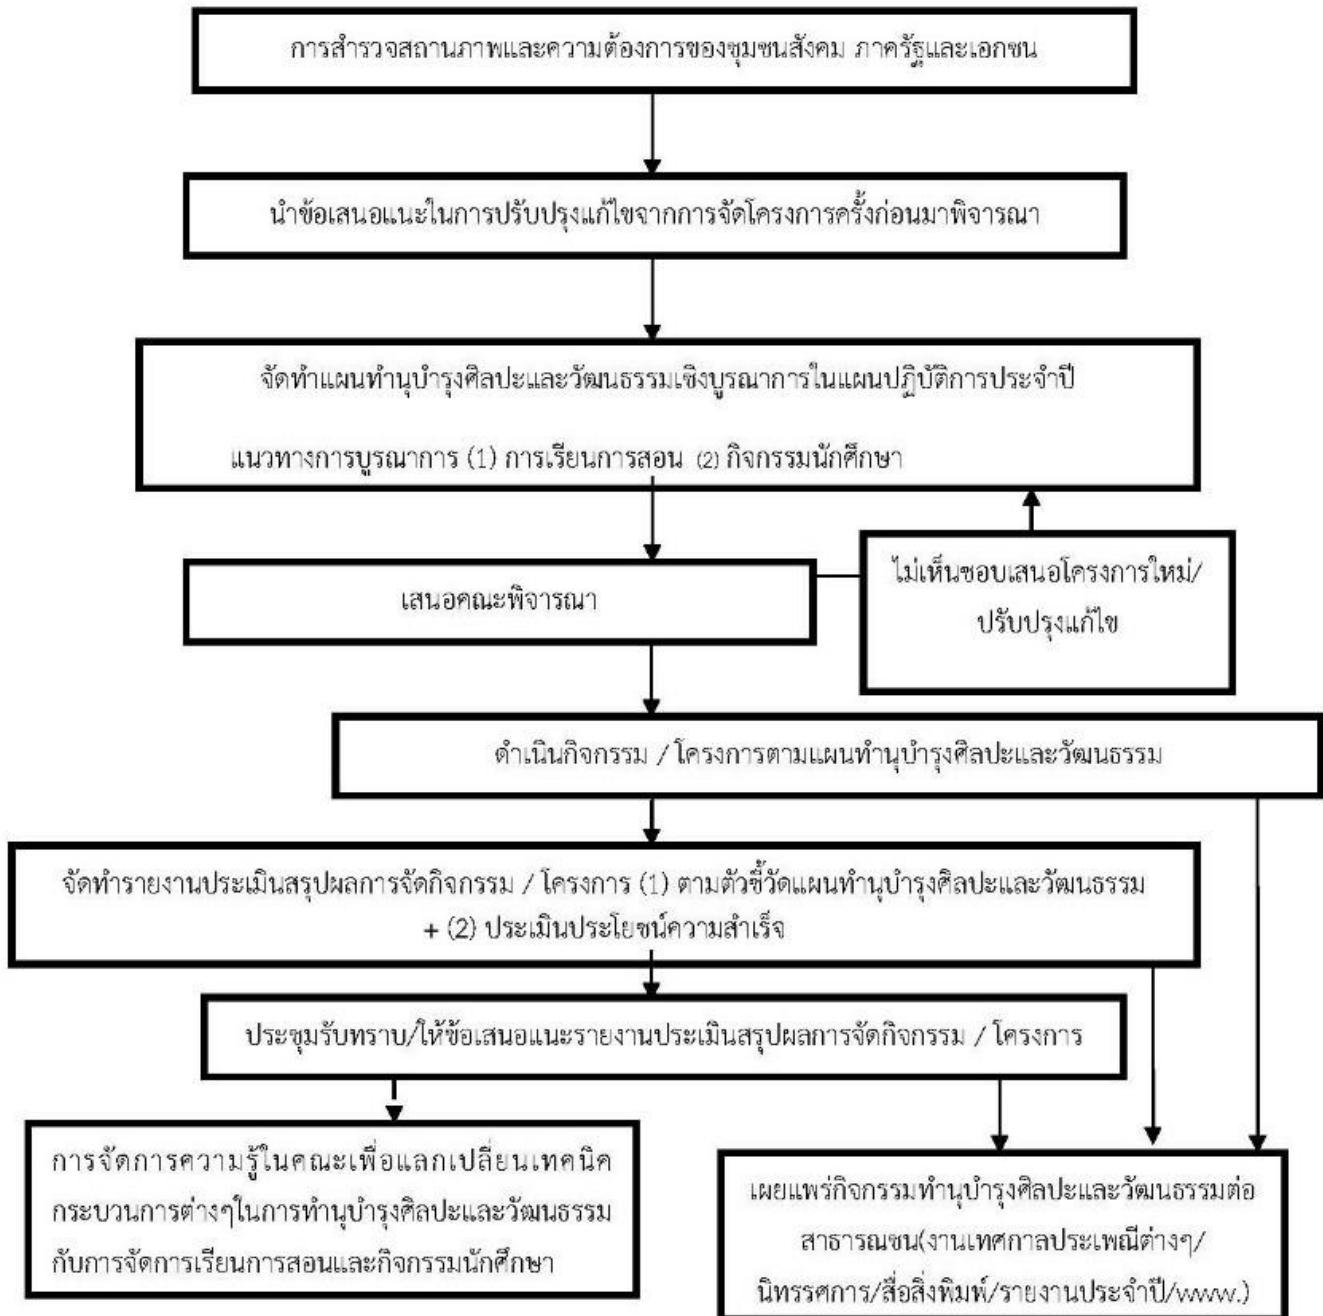 การสำรวจสถานภาพและความต้องการของชุมชนสังคม ภาครัฐและเอกชน
นำข้อเสนอแนะในการปรับปรุงแก้ไขจากการจัดโครงการครั้งก่อนมาพิจารณา
จัดทำแผนทำนุบำรุงศิลปะและวัฒนธรรมเชิงบูรณาการในแผนปฏิบัติการประจำปี
แนวทางการบูรณาการ (1) การเรียนการสอน (2) กิจกรรมนักศึกษา
เสนอคณะพิจารณา
ไม่เห็นชอบเสนอโครงการใหม่/
ปรับปรุงแก้ไข
ดำเนินกิจกรรม / โครงการตามแผนทำนุบำรุงศิลปะและวัฒนธรรม
จัดทำรายงานประเมินสรุปผลการจัดกิจกรรม / โครงการ (1) ตามตัวชี้วัดแผนทำนุบำรุงศิลปะและวัฒนธรรม
+ (2) ประเมินประโยชน์ความสำเร็จ
ประชุมรับทราบ/ให้ข้อเสนอแนะรายงานประเมินสรุปผลการจัดกิจกรรม / โครงการ
การจัดการความรู้ในคณะเพื่อแลกเปลี่ยนเทคนิค
กระบวนการต่างๆในการทำนุบำรุงศิลปะและวัฒนธรรม
กับการจัดการเรียนการสอนและกิจกรรมนักศึกษา
เผยแพร่กิจกรรมทำนุบำรุงศิลปะและวัฒนธรรมต่อ
สาธารณชน(งานเทศกาลประเพณีต่างๆ/
นิทรรศการ/สื่อสิ่งพิมพ์/รายงานประจำปี/www.)